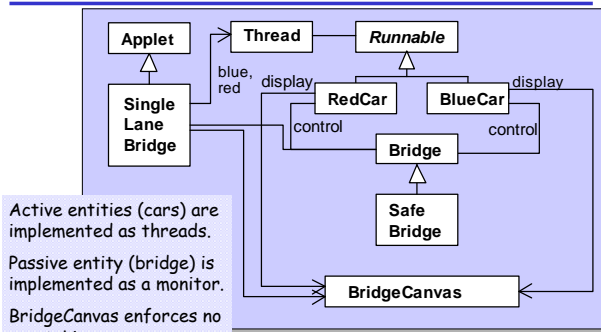 Applet
Thread
Runnable
blue,
red
display
display
RedCar
BlueCar
Single
Lane
Bridge
control
control
Bridge
Safe
Bridge
Active entities (cars) are
implemented as threads.
Passive entity (bridge) is
implemented as a monitor.
BridgeCanvas enforces no
BridgeCanvas